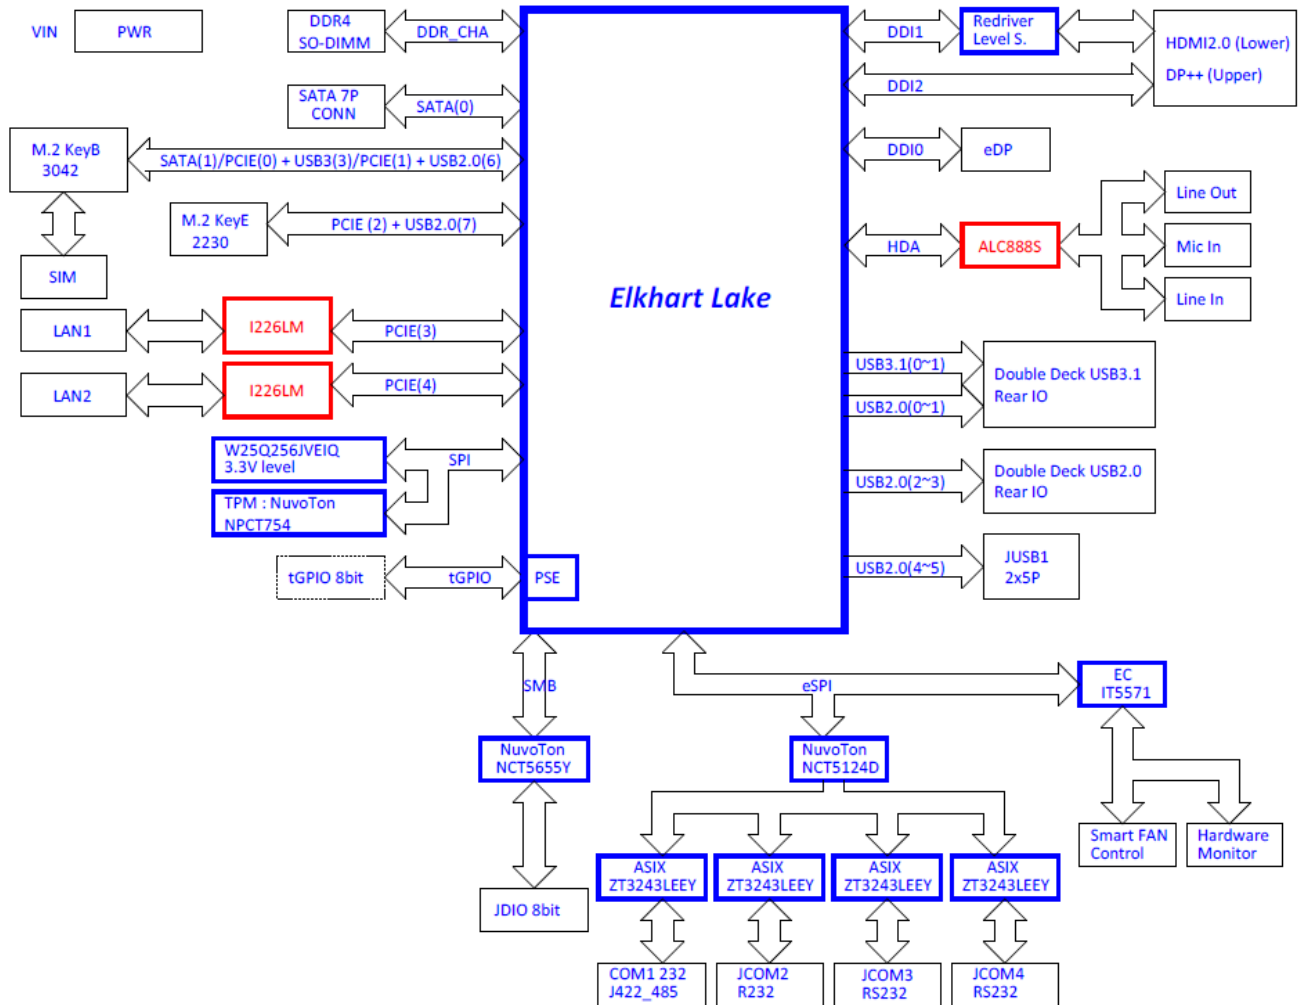 VIN
PWR
DDR4
SO-DIMM
DDR_CHA
DDI1
Redriver
Level S.
HDMI2.0 (Lower)
DP++ (Upper)
DDI2
SATA 7P
CONN
SATA(0)
M.2 KeyB
3042
SATA(1)/PCIE(0) + USB3(3)/PCIE(1) + USB2.0(6)
DDI0
eDP
M.2 KeyE
2230
PCIE (2) + USB2.0(7)
Line Out
HDA
ALC888S
Mic In
SIM
Line In
Elkhart Lake
LAN1
I226LM
PCIE(3)
LAN2
I226LM
PCIE(4)
USB3.1(0~1)
USB2.0(0~1)
Double Deck USB3.1
Rear IO
W25Q256JVEIQ
3.3V level
SPI
TPM : NuvoTon
NPCT754
USB2.0(2~3)
Double Deck USB2.0
Rear IO
tGPIO 8bit
tGPIO
PSE
USB2.0(4~5)
JUSB1
2x5P
SMB
eSPI
EC
IT5571
NuvoTon
NCT5655Y
NuvoTon
NCT5124D
Smart FAN
Control
Hardware
Monitor
ASIX
ZT3243LEEY
ASIX
ZT3243LEEY
ASIX
ZT3243LEEY
ASIX
ZT3243LEEY
JDIO 8bit
COM1 232
J422_485
JCOM2
R232
JCOM3
RS232
JCOM4
RS232